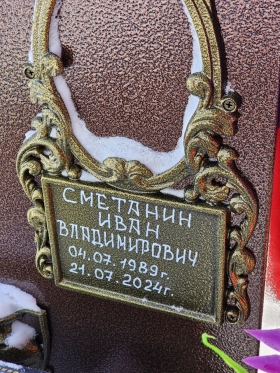 СМЕТАНИН
ИВАН
ВЛАДИМИРОВИЧ
04.07.1989г.
21.07.2024г.